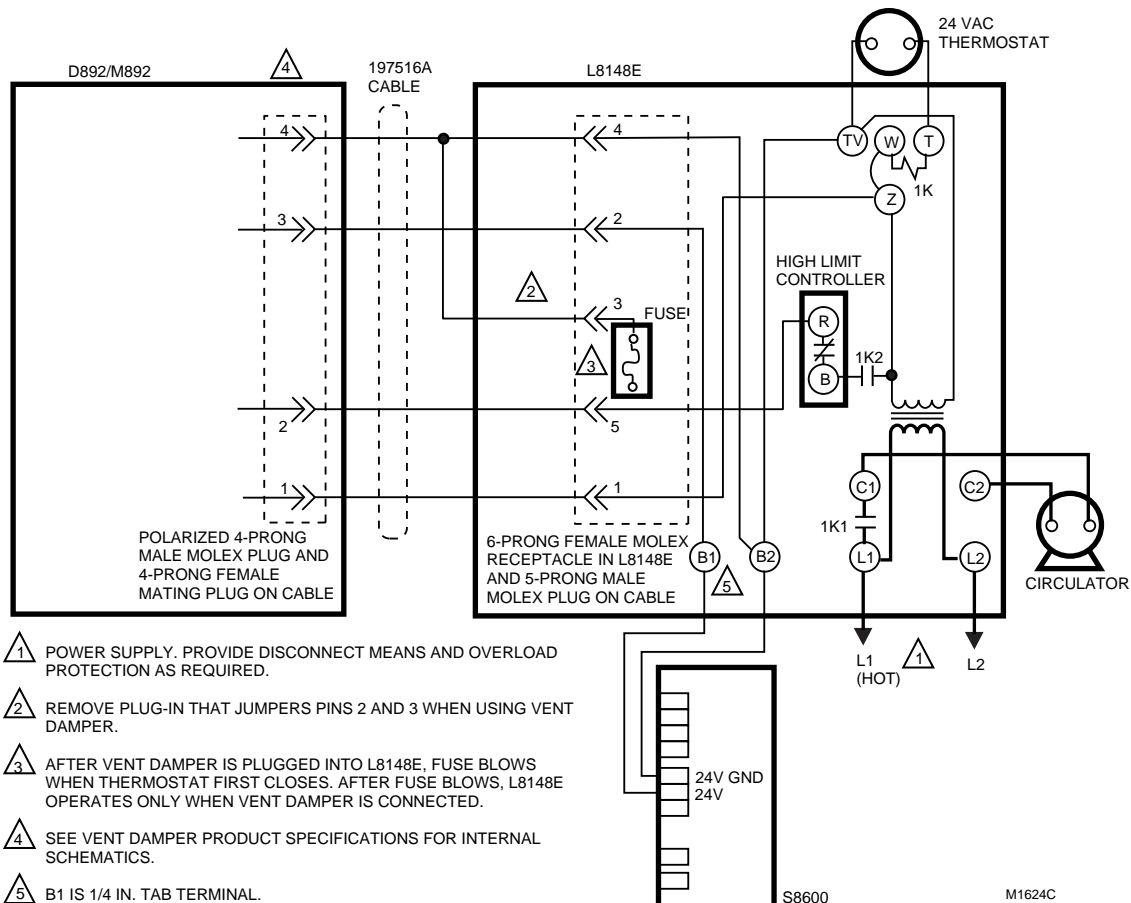 24 VAC
THERMOSTAT
D892/M892
4
197516A
CABLE
L8148E
4
4
TV
W
T
1K
Z
3
2
HIGH LIMIT
CONTROLLER
2
3
FUSE
R
3
1K2
B
2
5
C1
C2
1
1
1K1
POLARIZED 4-PRONG
MALE MOLEX PLUG AND
4-PRONG FEMALE
MATING PLUG ON CABLE
6-PRONG FEMALE MOLEX
RECEPTACLE IN L8148E
AND 5-PRONG MALE
MOLEX PLUG ON CABLE
B1
5
B2
L1
L2
CIRCULATOR
L1
(HOT)
1
L2
1 POWER SUPPLY. PROVIDE DISCONNECT MEANS AND OVERLOAD
PROTECTION AS REQUIRED.
2 REMOVE PLUG-IN THAT JUMPERS PINS 2 AND 3 WHEN USING VENT
DAMPER.
3 AFTER VENT DAMPER IS PLUGGED INTO L8148E, FUSE BLOWS
WHEN THERMOSTAT FIRST CLOSES. AFTER FUSE BLOWS, L8148E
OPERATES ONLY WHEN VENT DAMPER IS CONNECTED.
4 SEE VENT DAMPER PRODUCT SPECIFICATIONS FOR INTERNAL
SCHEMATICS.
5 B1 IS 1/4 IN. TAB TERMINAL.
24V GND
24V
S8600
M1624C